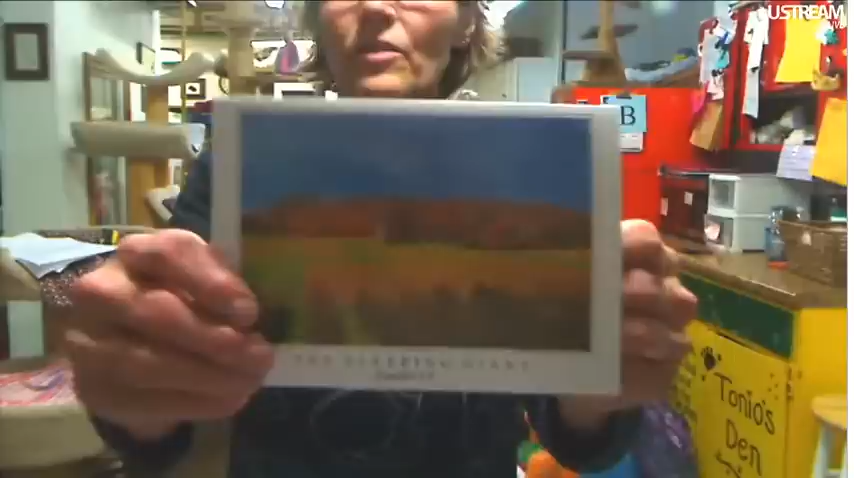 USTREAM
B
THE SLEEPING GIANT
Tonio's
Den